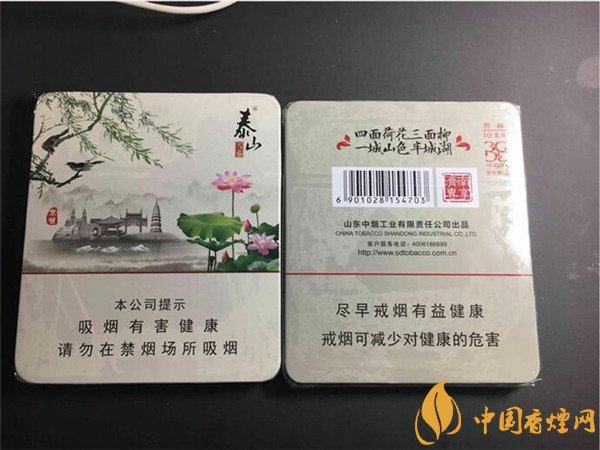 泰山
本公司提示
吸烟有害健康
请勿在禁烟场所吸烟
四面荷花三面柳
一城山色半城湖
6 901028 154703
山东中烟工业有限责任公司出品
CHINA TOBACCO SHANDONG INDUSTRIAL CO.,LTD.
客户服务电话: 4006186699
http://www.sdtobacco.com.cn
尽早戒烟有益健康
戒烟可减少对健康的危害
中国香煙网